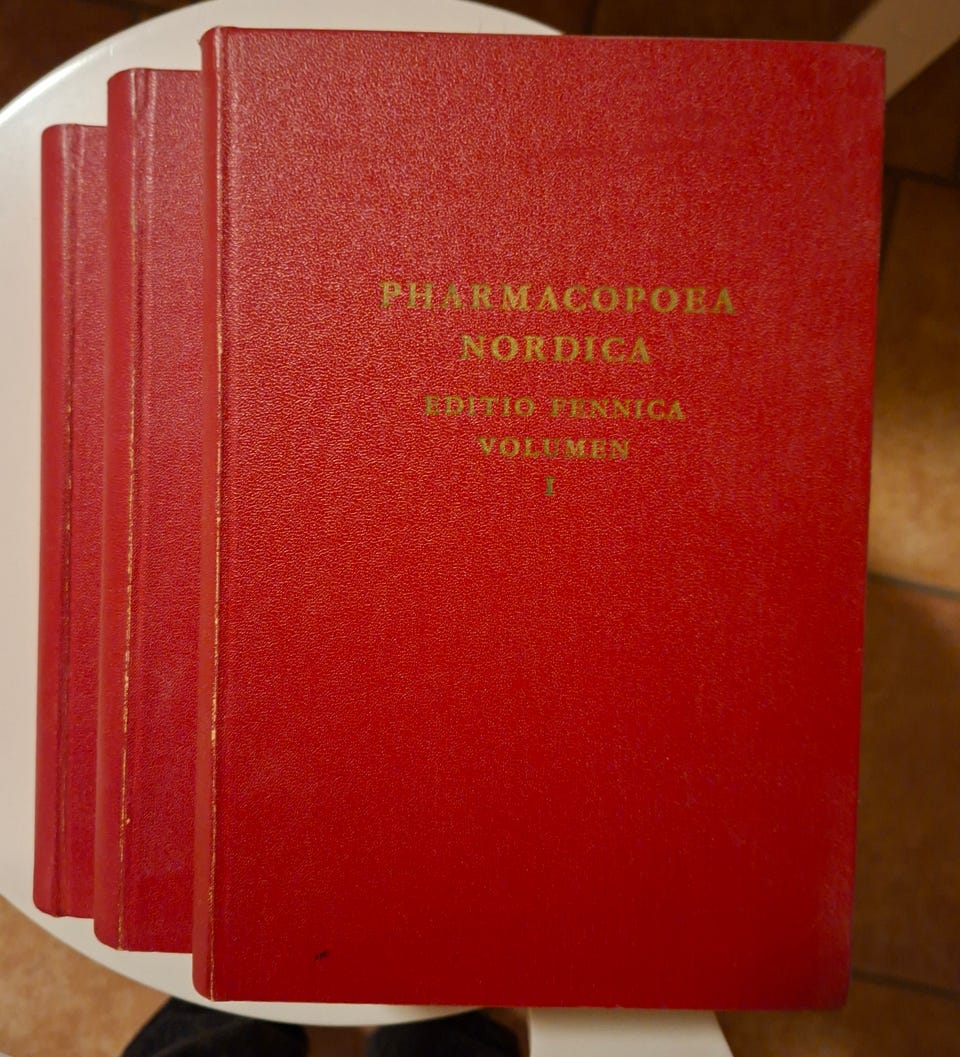 PHARMACOPOEA
NORDICA
EDITIO FENNICA
VOLUMEN
I